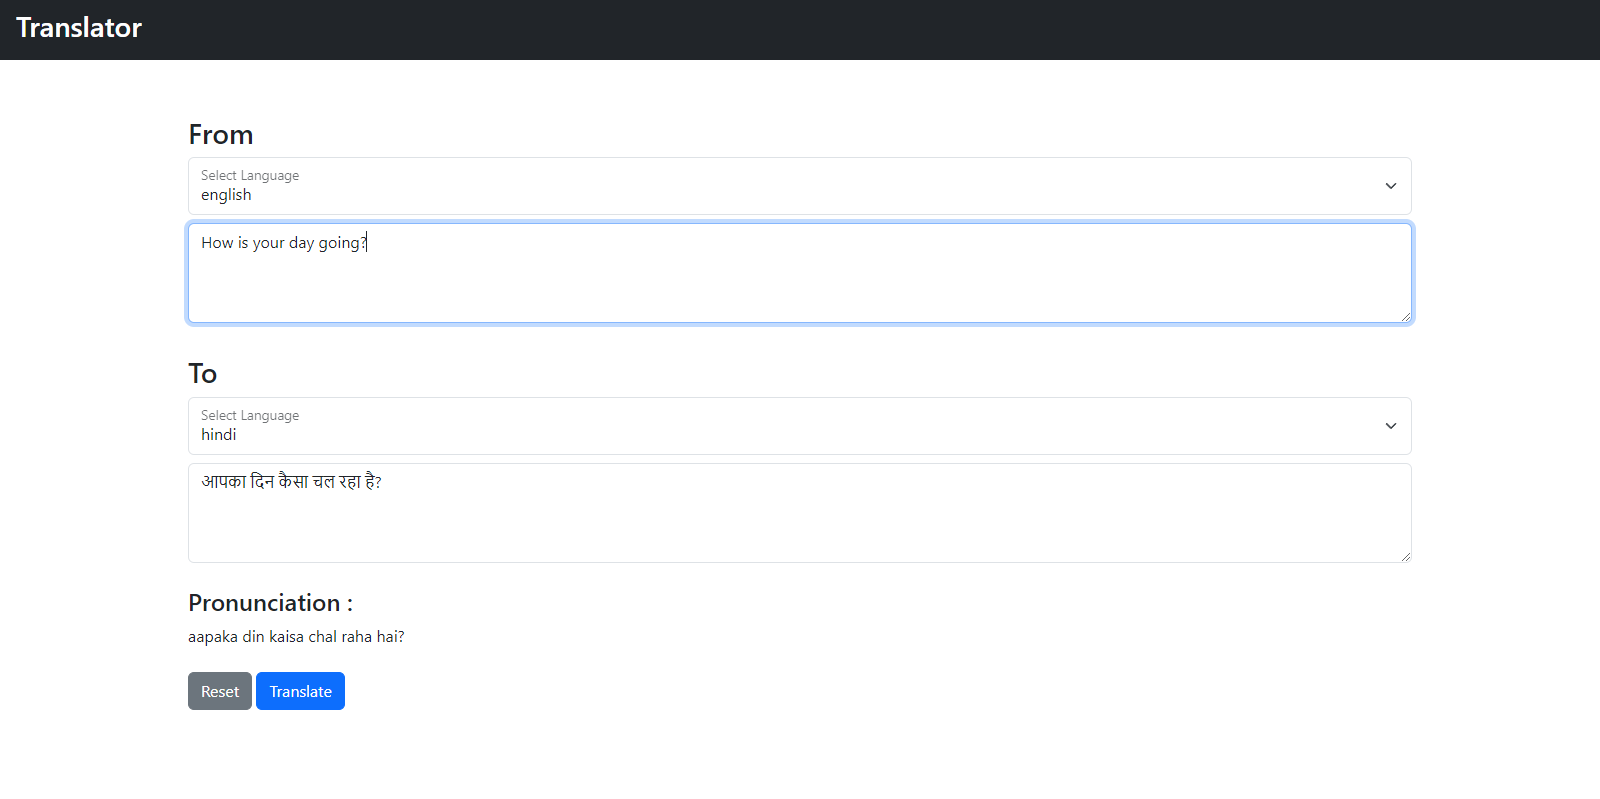 Translator
From
Select Language
english
How is your day going?
To
Select Language
hindi
आपका दिन कैसा चल रहा है?
Pronunciation :
aapaka din kaisa chal raha hai?
Reset Translate